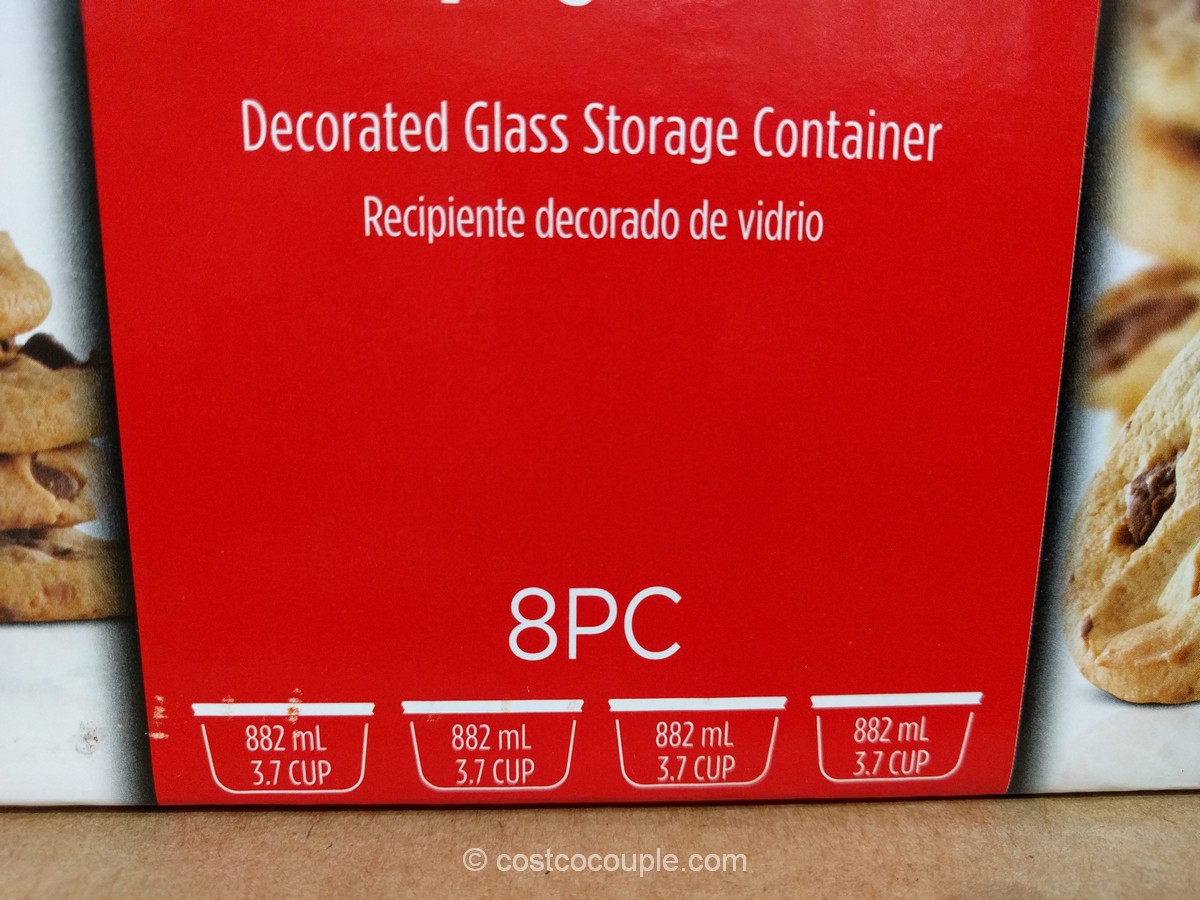 Decorated Glass Storage Container
Recipiente decorado de vidrio
8PC
882 mL
3.7 CUP
882 mL
3.7 CUP
882 mL
3.7 CUP
882 mL
3.7 CUP
© costcocouple.com